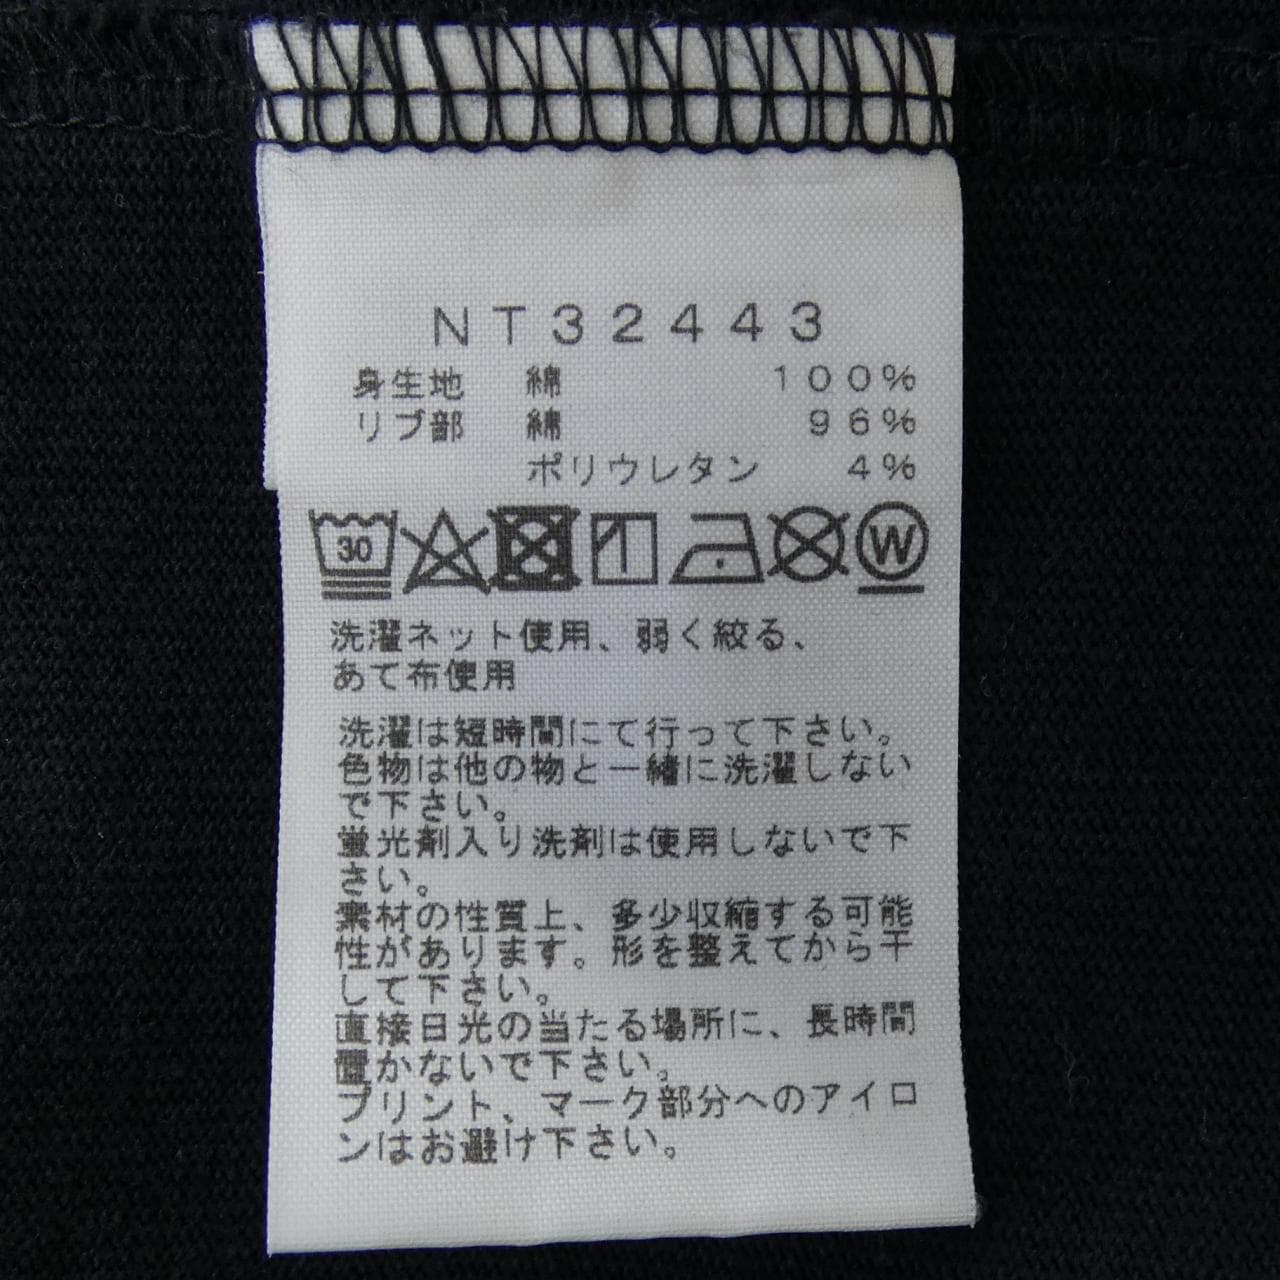 NT32443
身生地 綿 100%
リブ部 綿 96%
ポリウレタン 4%
30 W
洗濯ネット使用、弱く絞る、
あて布使用
洗濯は短時間にて行って下さい。
色物は他の物と一緒に洗濯しない
で下さい。
蛍光剤入り洗剤は使用しないで下
さい。
素材の性質上、多少収縮する可能
性があります。形を整えてから干
して下さい。
直接日光の当たる場所に、長時間
置かないで下さい。
プリント、マーク部分へのアイロ
ンはお避け下さい。